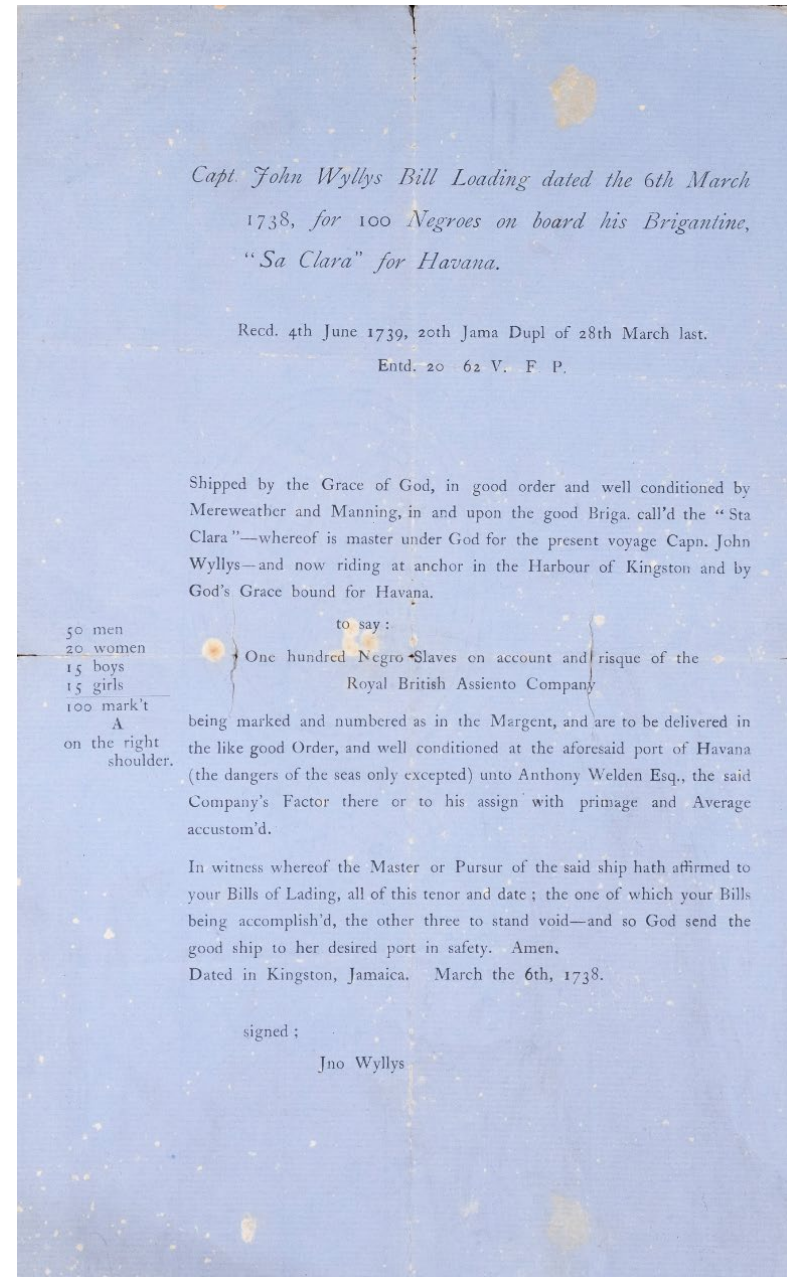 Capt. John Wyllys Bill Loading dated the 6th March
1738, for 100 Negroes on board his Brigantine,
“Sa Clara” for Havana.
Recd. 4th June 1739, 20th Jama Dupl of 28th March last.
Entd. 20 62 V. F P.
Shipped by the Grace of God, in good order and well conditioned by
Mereweather and Manning, in and upon the good Briga. call’d the “Sta
Clara”—whereof is master under God for the present voyage Capn. John
Wyllys—and now riding at anchor in the Harbour of Kingston and by
God’s Grace bound for Havana.
to say :
One hundred Negro Slaves on account and risque of the
Royal British Assiento Company
50 men
20 women
15 boys
15 girls
100 mark’t
A
on the right
shoulder.
being marked and numbered as in the Margent, and are to be delivered in
the like good Order, and well conditioned at the aforesaid port of Havana
(the dangers of the seas only excepted) unto Anthony Welden Esq., the said
Company’s Factor there or to his assign with primage and Average
accustom’d.
In witness whereof the Master or Pursur of the said ship hath affirmed to
your Bills of Lading, all of this tenor and date ; the one of which your Bills
being accomplish’d, the other three to stand void—and so God send the
good ship to her desired port in safety. Amen.
Dated in Kingston, Jamaica. March the 6th, 1738.
signed ;
Jno Wyllys